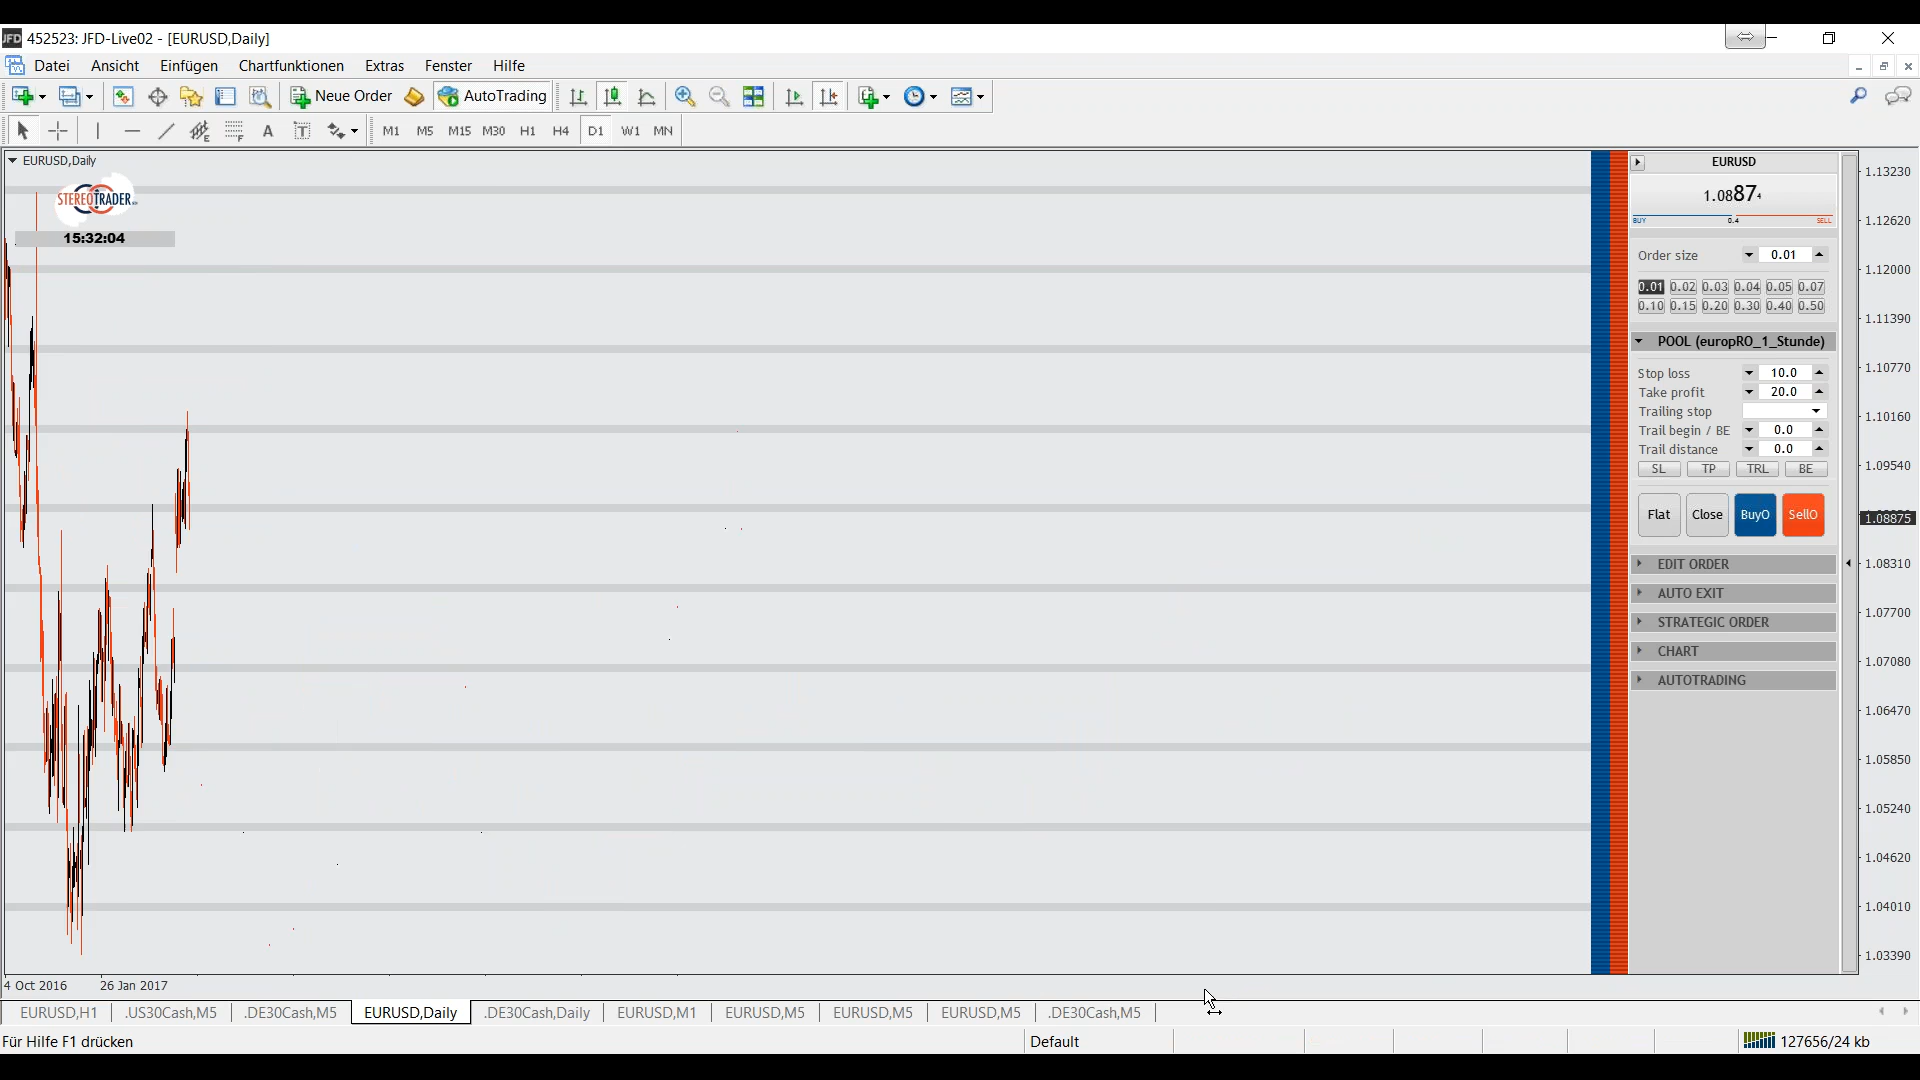 JFD 452523: JFD-Live02 - [EURUSD,Daily]
Datei Ansicht Einfügen Chartfunktionen Extras Fenster Hilfe
Neue Order AutoTrading
A T M1 M5 M15 M30 H1 H4 D1 W1 MN
EURUSD,Daily
STEREOTRADER
15:32:04
EURUSD
1.08874
BUY 0.4 SELL
Order size 0.01
0.01 0.02 0.03 0.04 0.05 0.07
0.10 0.15 0.20 0.30 0.40 0.50
POOL (europRO_1_Stunde)
Stop loss 10.0
Take profit 20.0
Trailing stop
Trail begin / BE 0.0
Trail distance 0.0
SL TP TRL BE
Flat Close BuyO SellO
EDIT ORDER
AUTO EXIT
STRATEGIC ORDER
CHART
AUTOTRADING
1.13230
1.12620
1.12000
1.11390
1.10770
1.10160
1.09540
1.08875
1.08310
1.07700
1.07080
1.06470
1.05850
1.05240
1.04620
1.04010
1.03390
4 Oct 2016 26 Jan 2017
EURUSD,H1 .US30Cash,M5 .DE30Cash,M5 EURUSD,Daily .DE30Cash,Daily EURUSD,M1 EURUSD,M5 EURUSD,M5 EURUSD,M5 .DE30Cash,M5
Für Hilfe F1 drücken Default 127656/24 kb